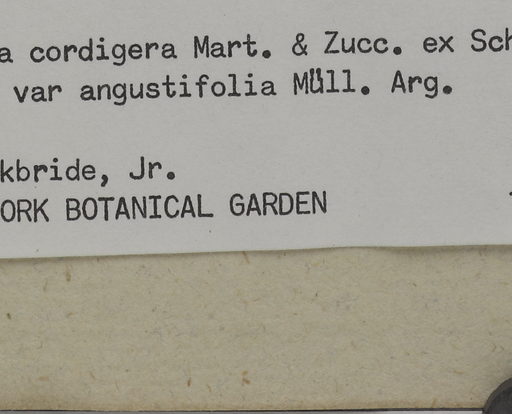 a cordigera Mart. & Zucc. ex Sch
var angustifolia Müll. Arg.
kbride, Jr.
ORK BOTANICAL GARDEN